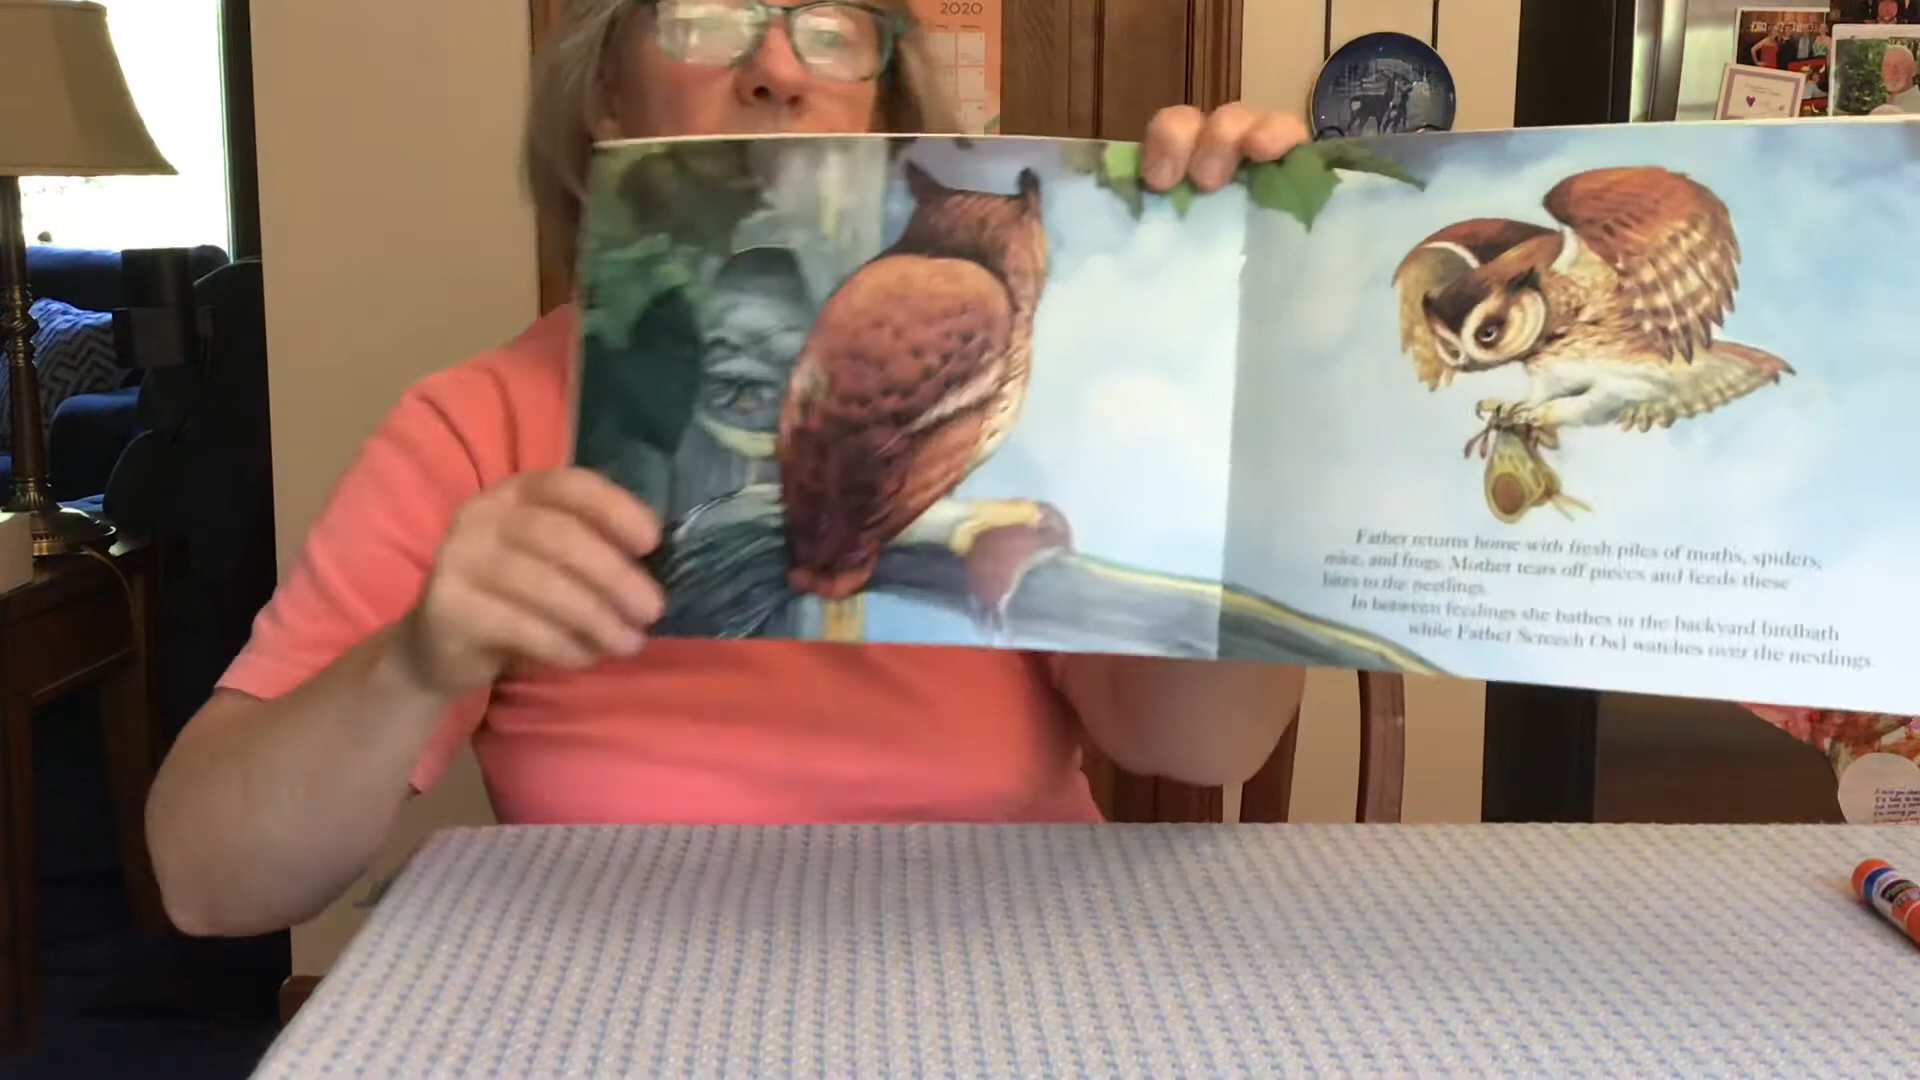 2020
Father returns home with fresh piles of moths, spiders,
mice, and frogs. Mother tears off pieces and feeds these
bites to the nestlings.
In between feedings she bathes in the backyard birdbath
while Father Screech Owl watches over the nestlings.